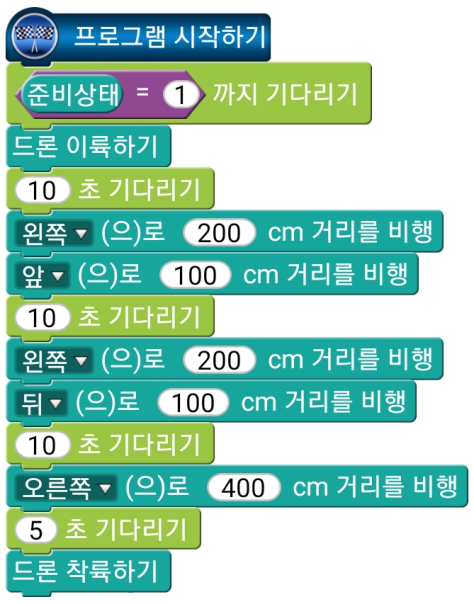 프로그램 시작하기
준비상태 = 1 까지 기다리기
드론 이륙하기
10 초 기다리기
왼쪽 (으)로 200 cm 거리를 비행
앞 (으)로 100 cm 거리를 비행
10 초 기다리기
왼쪽 (으)로 200 cm 거리를 비행
뒤 (으)로 100 cm 거리를 비행
10 초 기다리기
오른쪽 (으)로 400 cm 거리를 비행
5 초 기다리기
드론 착륙하기